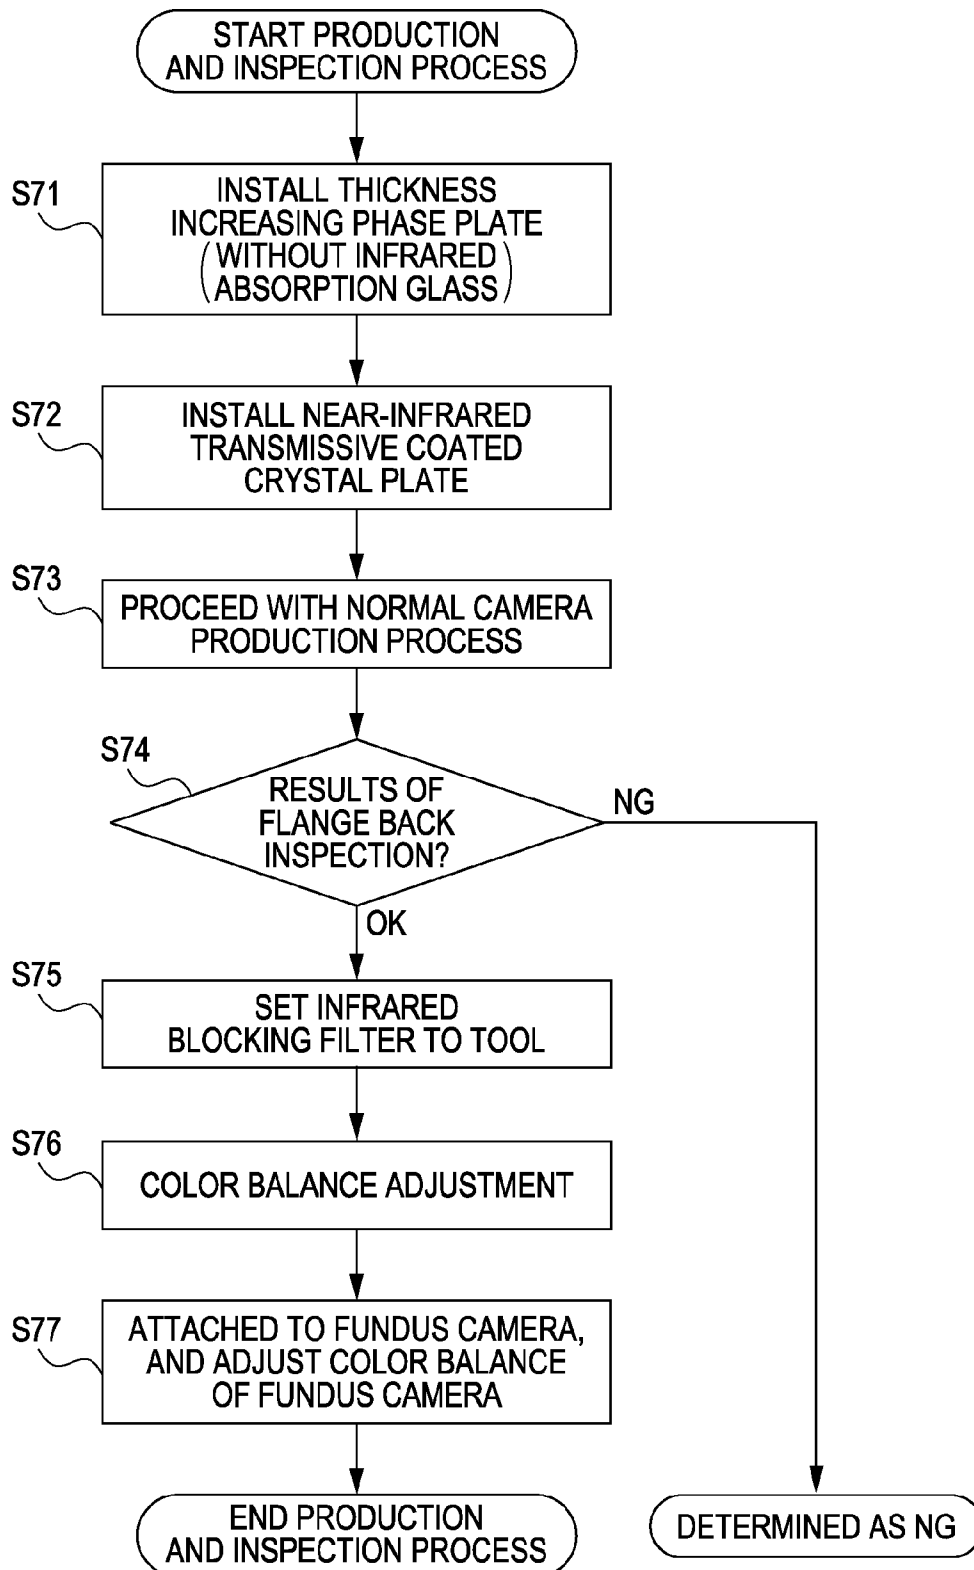 START PRODUCTION
AND INSPECTION PROCESS
S71
INSTALL THICKNESS
INCREASING PHASE PLATE
(WITHOUT INFRARED
ABSORPTION GLASS)
S72
INSTALL NEAR-INFRARED
TRANSMISSIVE COATED
CRYSTAL PLATE
S73
PROCEED WITH NORMAL CAMERA
PRODUCTION PROCESS
S74
RESULTS OF
FLANGE BACK
INSPECTION?
NG
OK
S75
SET INFRARED
BLOCKING FILTER TO TOOL
S76
COLOR BALANCE ADJUSTMENT
S77
ATTACHED TO FUNDUS CAMERA,
AND ADJUST COLOR BALANCE
OF FUNDUS CAMERA
END PRODUCTION
AND INSPECTION PROCESS
DETERMINED AS NG